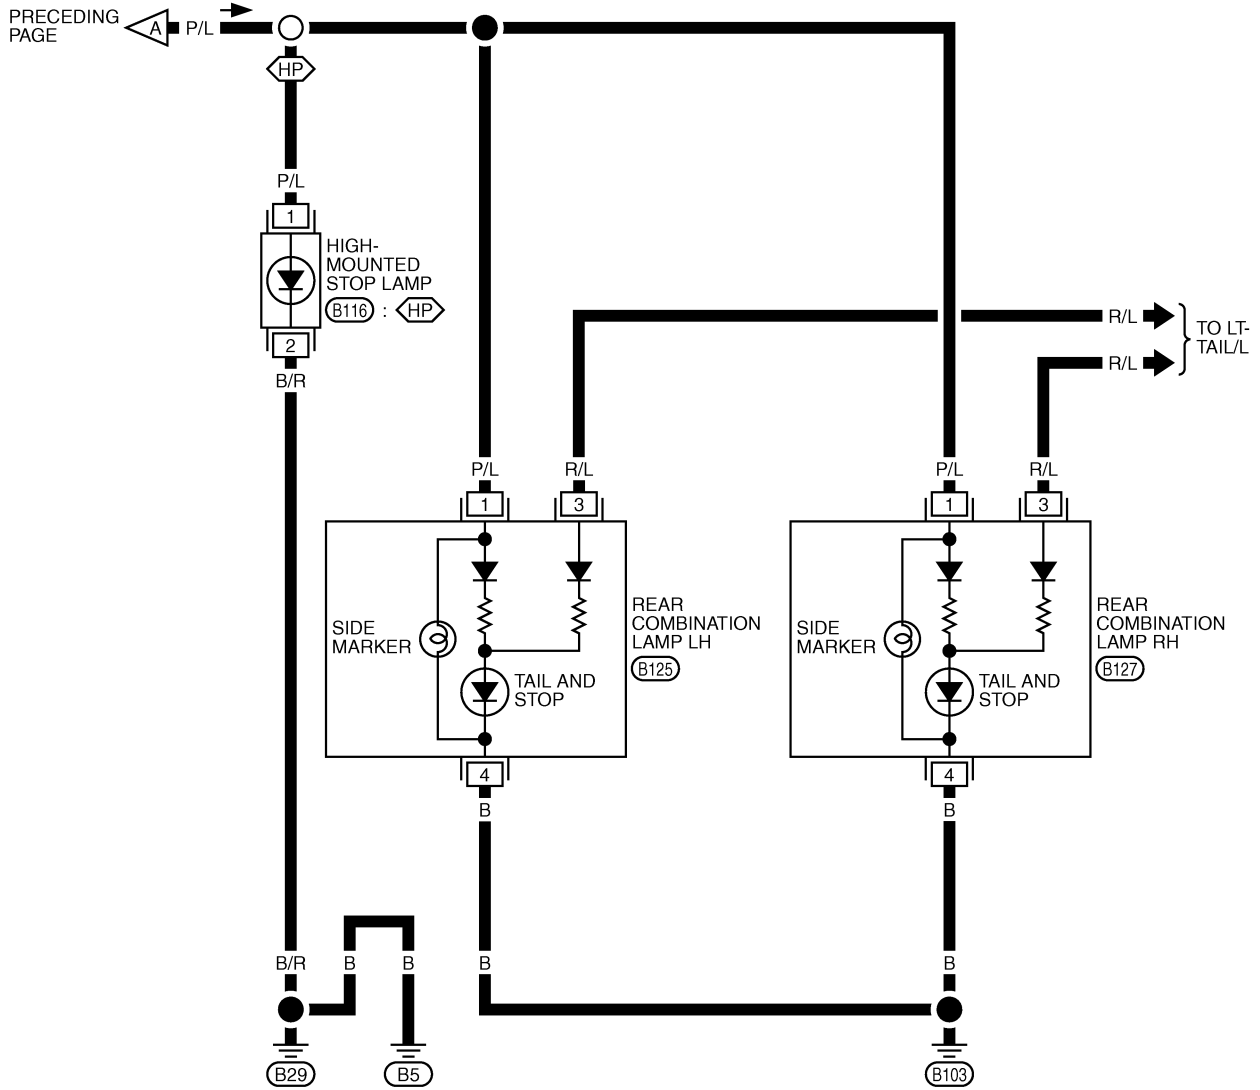 PRECEDING
PAGE
A
P/L
HP
P/L
1
HIGH-
MOUNTED
STOP LAMP
B116 : HP
2
B/R
R/L
R/L
TO LT-
TAIL/L
P/L
R/L
P/L
R/L
1
3
1
3
SIDE
MARKER
TAIL AND
STOP
REAR
COMBINATION
LAMP LH
B125
SIDE
MARKER
TAIL AND
STOP
REAR
COMBINATION
LAMP RH
B127
4
4
B
B
B/R
B
B
B
B
B29
B5
B103